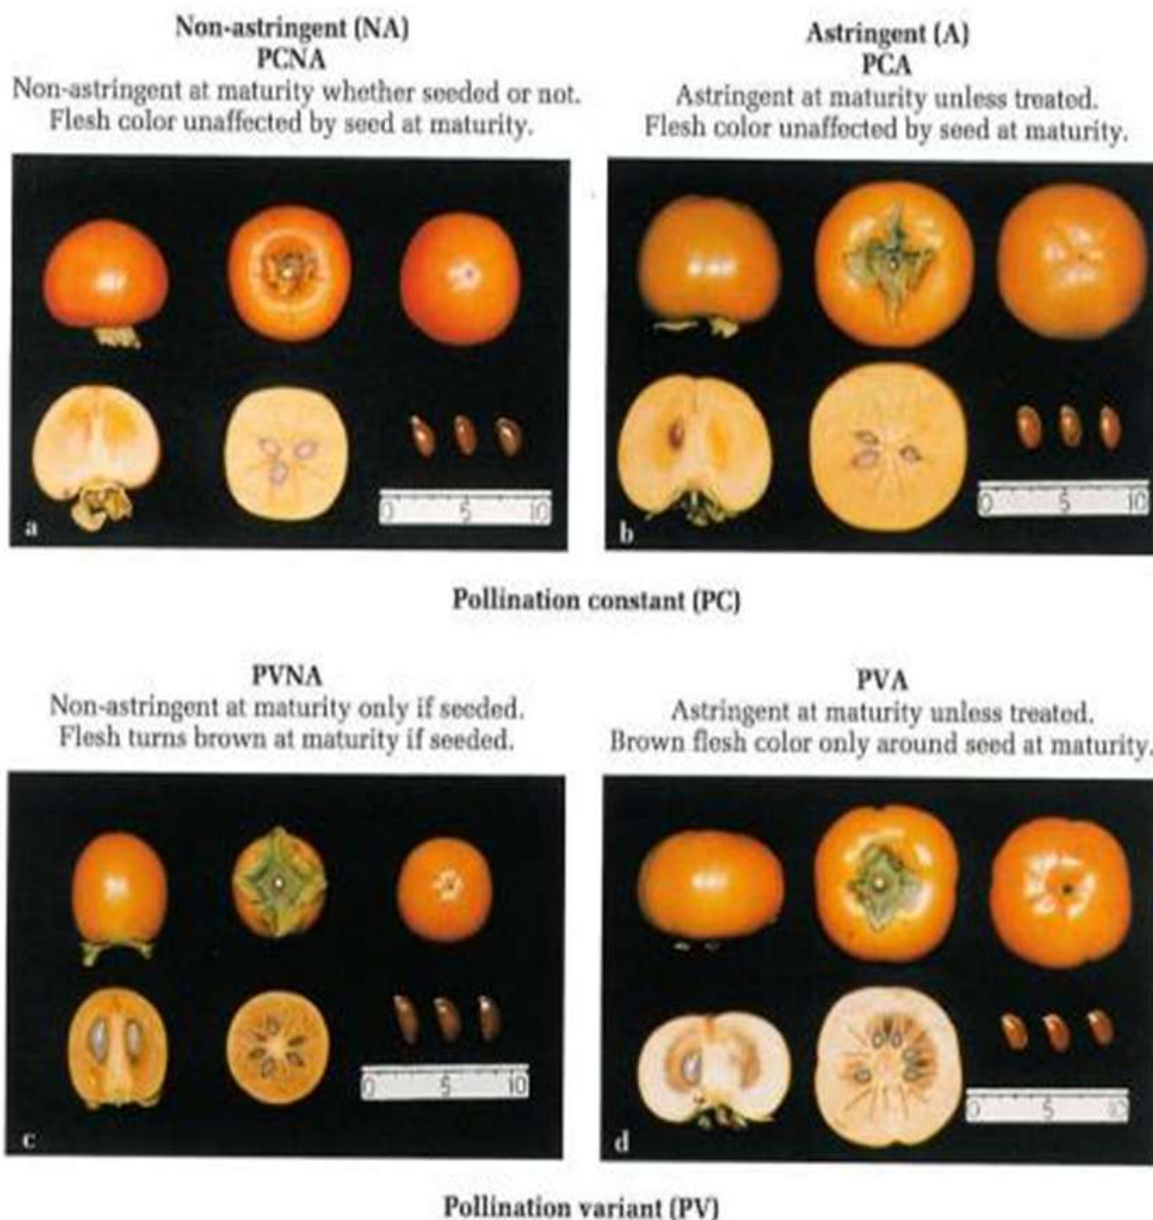 Non-astringent (NA)
PCNA
Non-astringent at maturity whether seeded or not.
Flesh color unaffected by seed at maturity.
Astringent (A)
PCA
Astringent at maturity unless treated.
Flesh color unaffected by seed at maturity.
0 5 10
a
0 5 10
b
Pollination constant (PC)
PVNA
Non-astringent at maturity only if seeded.
Flesh turns brown at maturity if seeded.
PVA
Astringent at maturity unless treated.
Brown flesh color only around seed at maturity.
0 5 10
c
0 5 10
d
Pollination variant (PV)